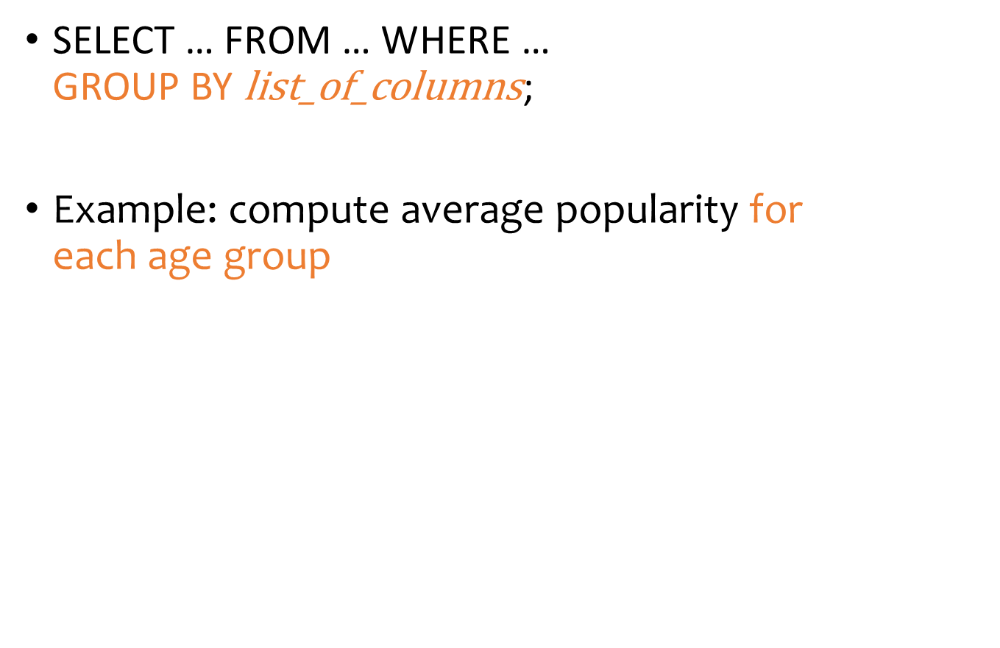 • SELECT … FROM … WHERE …
GROUP BY list_of_columns;
• Example: compute average popularity for
each age group